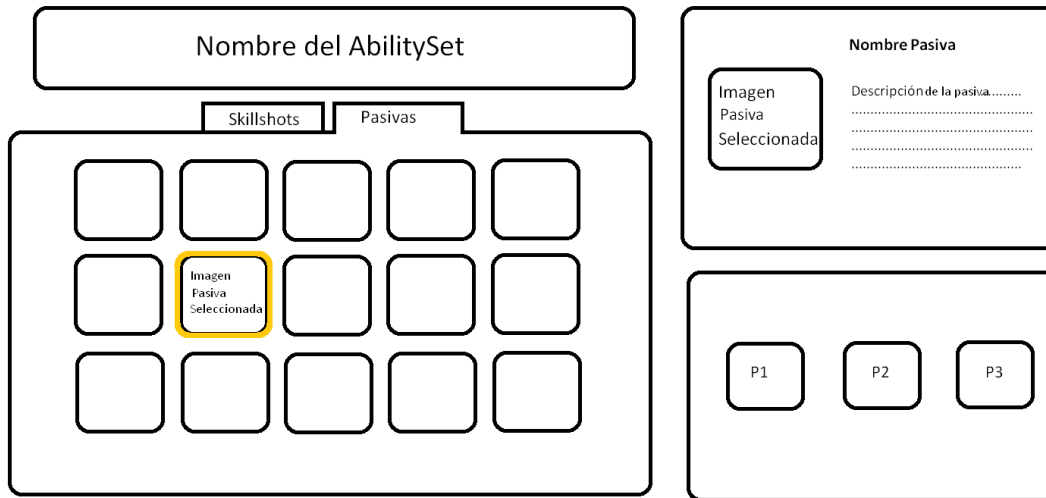 Nombre del AbilitySet
Skillshots
Pasivas
Imagen
Pasiva
Seleccionada
Nombre Pasiva
Imagen
Pasiva
Seleccionada
Descripción de la pasiva.........
P1
P2
P3